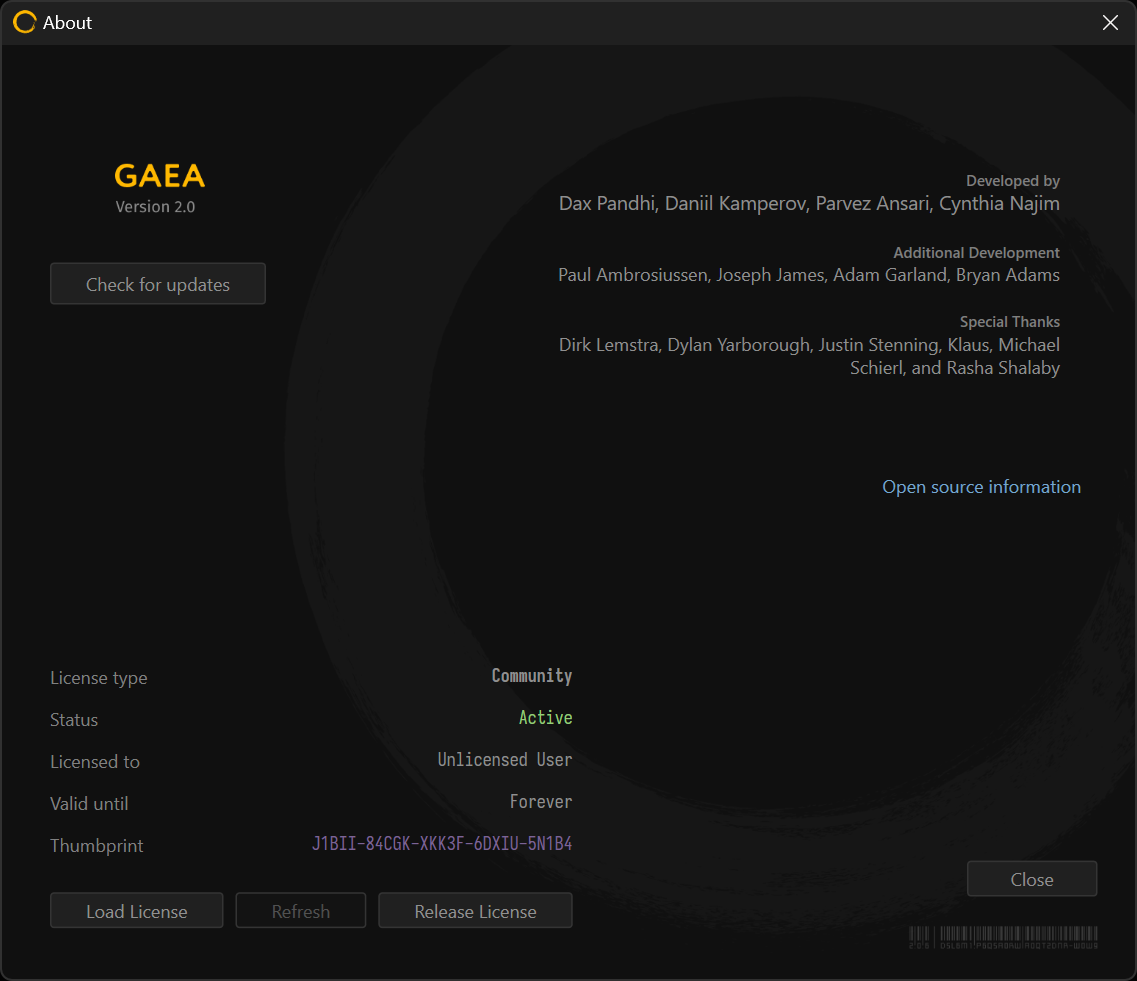 About
GAEA
Version 2.0
Check for updates
Developed by
Dax Pandhi, Daniil Kamperov, Parvez Ansari, Cynthia Najim
Additional Development
Paul Ambrosiussen, Joseph James, Adam Garland, Bryan Adams
Special Thanks
Dirk Lemstra, Dylan Yarborough, Justin Stenning, Klaus, Michael
Schierl, and Rasha Shalaby
Open source information
License type Community
Status Active
Licensed to Unlicensed User
Valid until Forever
Thumbprint J1BII-84CGK-XKK3F-6DXIU-5N1B4
Close
Load License Refresh Release License